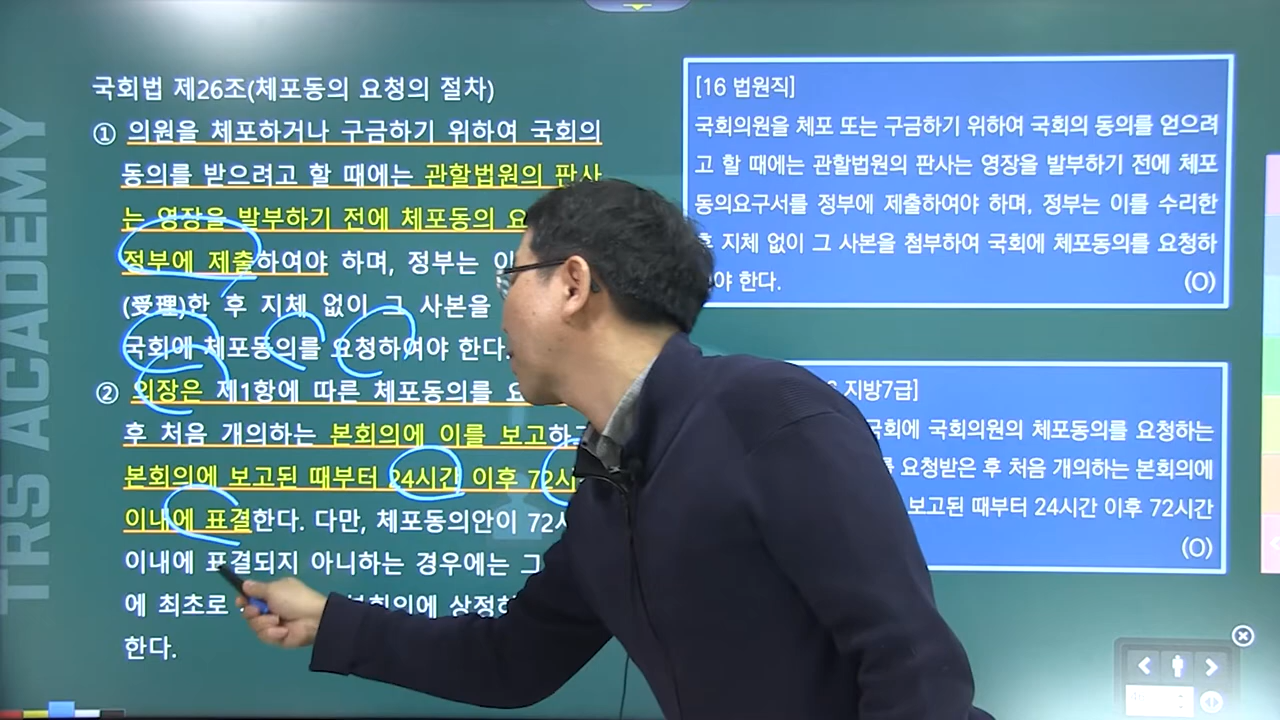 TRS ACADEMY
국회법 제26조(체포동의 요청의 절차)
① 의원을 체포하거나 구금하기 위하여 국회의
동의를 받으려고 할 때에는 관할법원의 판사
는 영장을 발부하기 전에 체포동의
정부에 제출하여야 하며, 정부는
(受理)한 후 지체 없이 그 사본을
국회에 체포동의를 요청하여야 한다.
② 의장은 제1항에 따른 체포동의를
후 처음 개의하는 본회의에 이를 보고하
본회의에 보고된 때부터 24시간 이후
이내에 표결한다. 다만, 체포동의안이
이내에 표결되지 아니하는 경우에는 그
에 최초로 본회의에
한다.
[16 법원직]
국회의원을 체포 또는 구금하기 위하여 국회의 동의를 얻으려
고 할 때에는 관할법원의 판사는 영장을 발부하기 전에 체포
동의요구서를 정부에 제출하여야 하며, 정부는 이를 수리한
후 지체 없이 그 사본을 첨부하여 국회에 체포동의를 요청하
야 한다. (O)
지방7급]
국회에 국회의원의 체포동의를 요청하는
요청받은 후 처음 개의하는 본회의에
보고된 때부터 24시간 이후 72시간
(O)